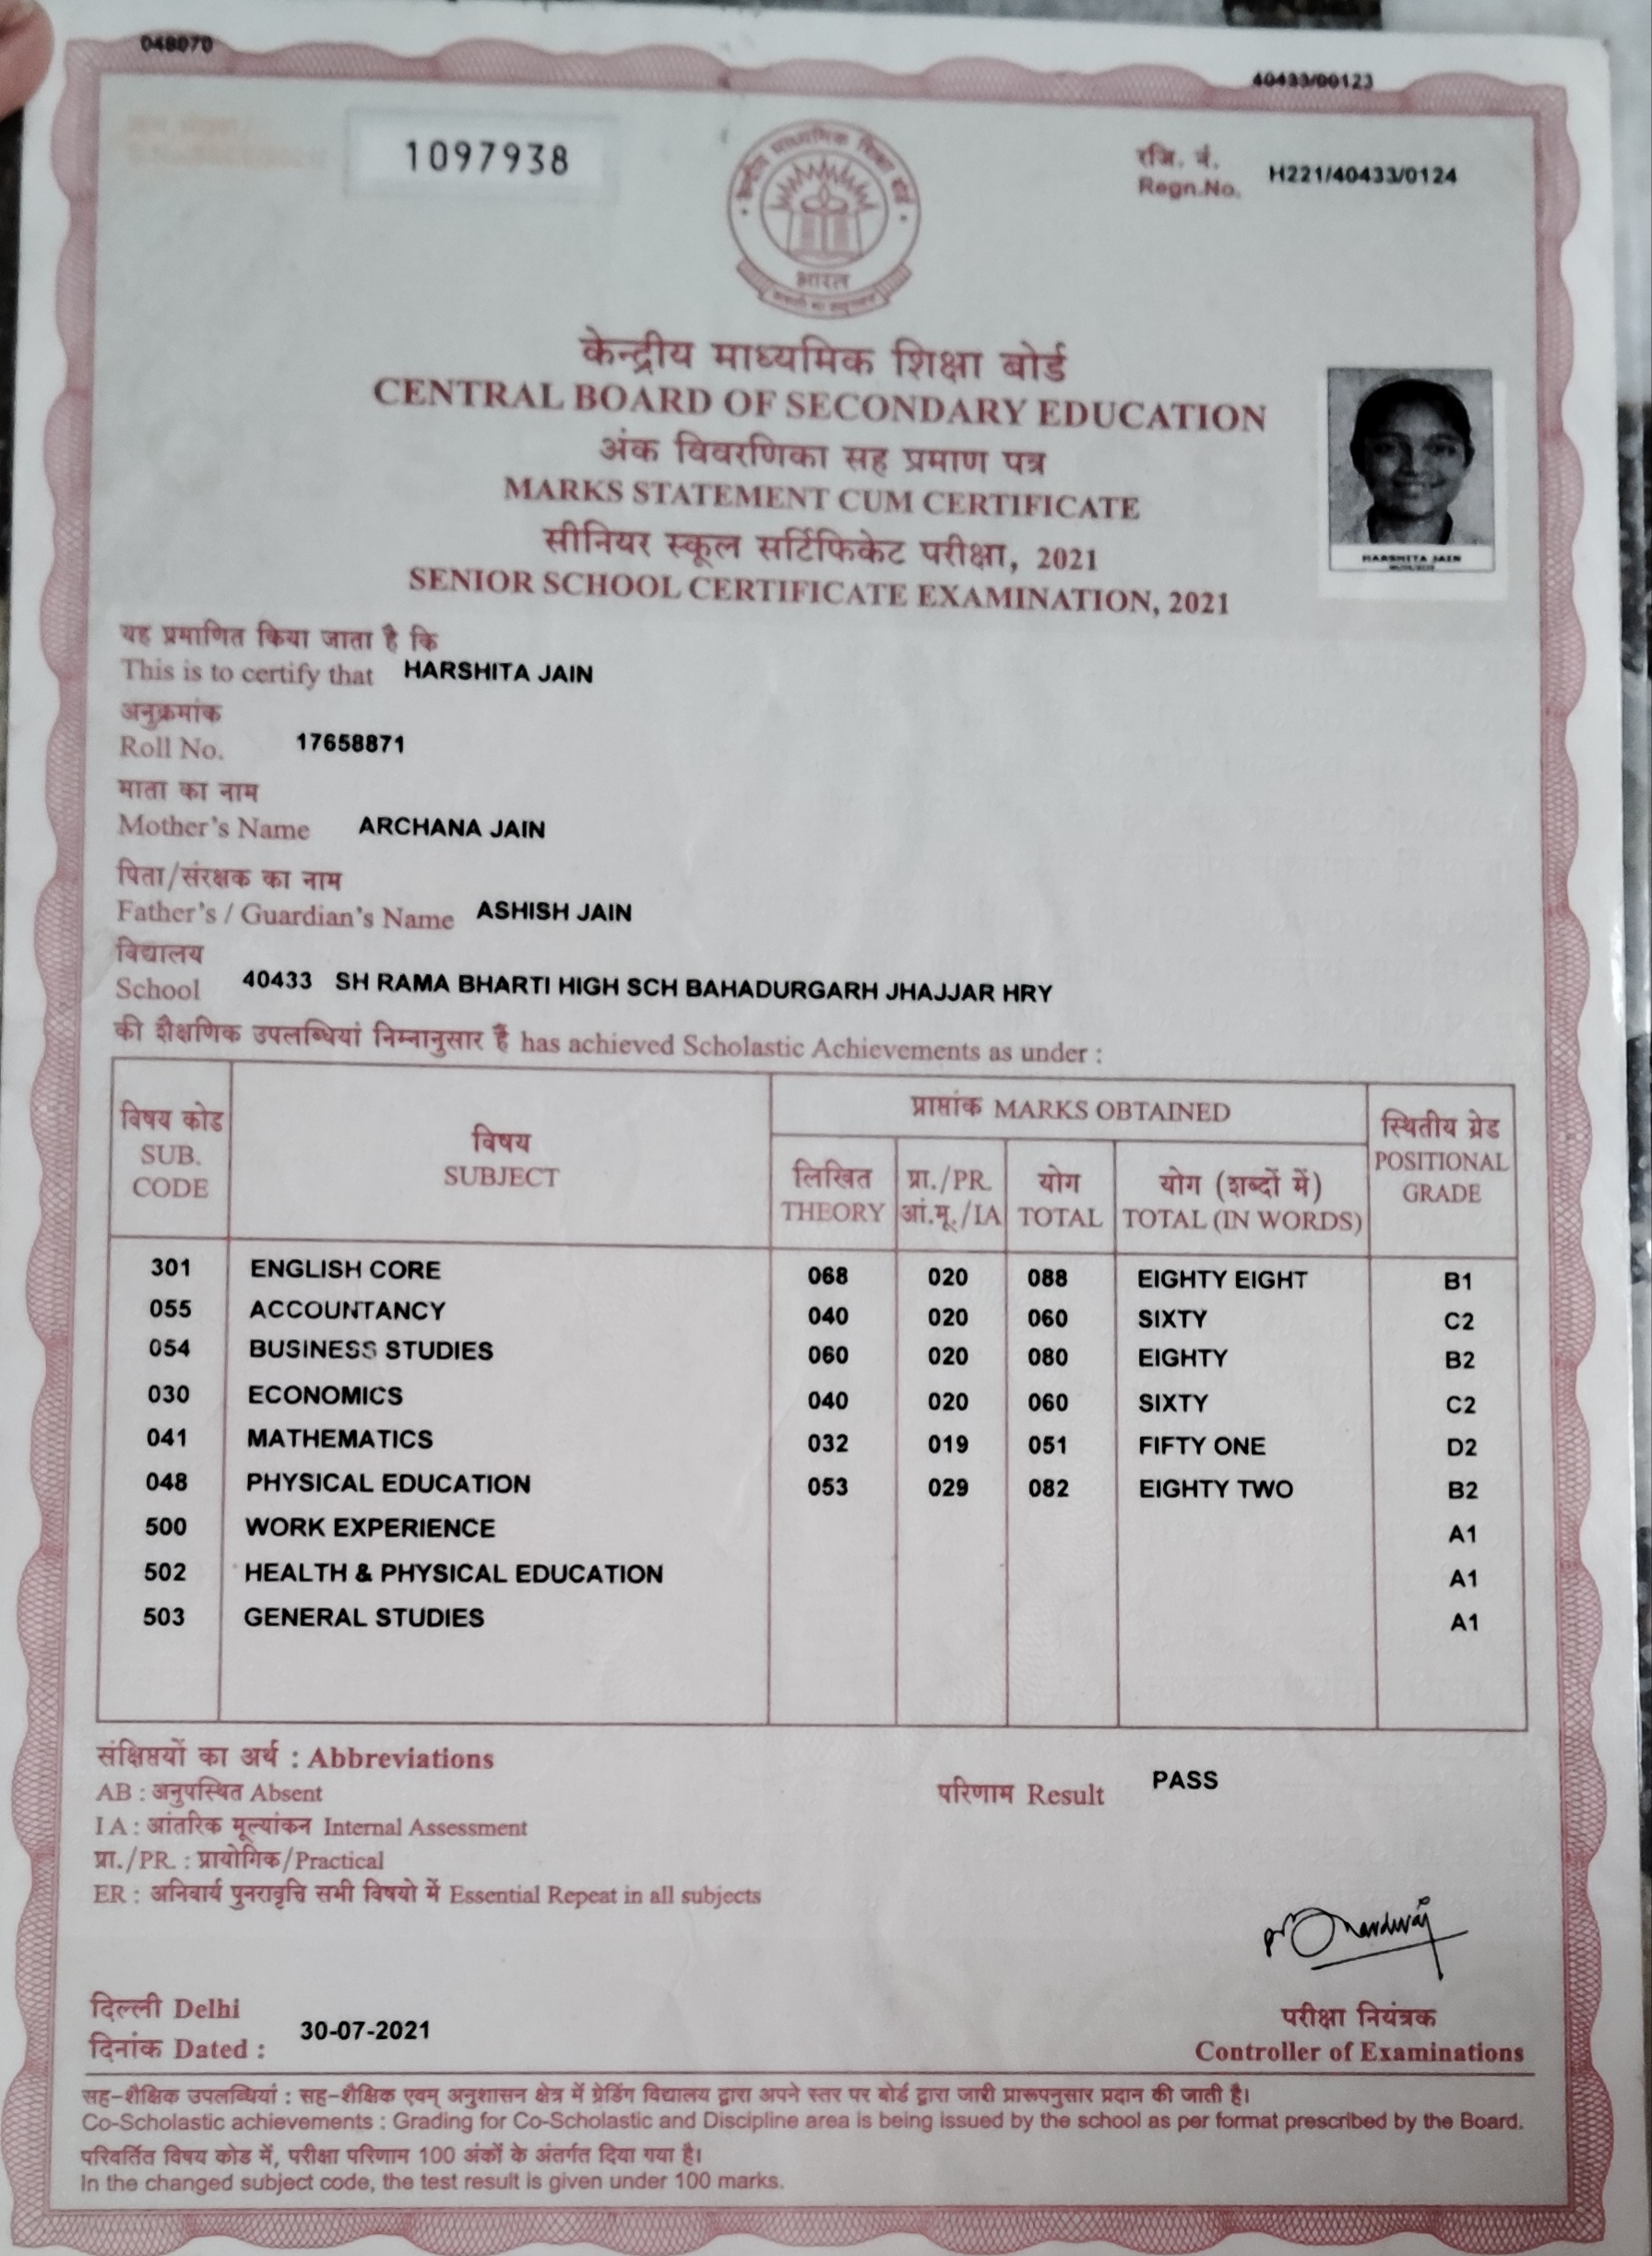 048070
40433/00123
1097938
रजि. नं.
Regn.No. H221/40433/0124
भारत
केन्द्रीय माध्यमिक शिक्षा बोर्ड
CENTRAL BOARD OF SECONDARY EDUCATION
अंक विवरणिका सह प्रमाण पत्र
MARKS STATEMENT CUM CERTIFICATE
सीनियर स्कूल सर्टिफिकेट परीक्षा, 2021
SENIOR SCHOOL CERTIFICATE EXAMINATION, 2021
HARSHITA JAIN
यह प्रमाणित किया जाता है कि
This is to certify that HARSHITA JAIN
अनुक्रमांक
Roll No. 17658871
माता का नाम
Mother's Name ARCHANA JAIN
पिता/संरक्षक का नाम
Father's / Guardian's Name ASHISH JAIN
विद्यालय
School 40433 SH RAMA BHARTI HIGH SCH BAHADURGARH JHAJJAR HRY
की शैक्षणिक उपलब्धियां निम्नानुसार हैं has achieved Scholastic Achievements as under :
विषय कोड SUB. CODE
विषय SUBJECT
प्राप्तांक MARKS OBTAINED
लिखित THEORY
प्रा./PR. आं.मू./IA
योग TOTAL
योग (शब्दों में) TOTAL (IN WORDS)
स्थितीय ग्रेड POSITIONAL GRADE
301 ENGLISH CORE 068 020 088 EIGHTY EIGHT B1
055 ACCOUNTANCY 040 020 060 SIXTY C2
054 BUSINESS STUDIES 060 020 080 EIGHTY B2
030 ECONOMICS 040 020 060 SIXTY C2
041 MATHEMATICS 032 019 051 FIFTY ONE D2
048 PHYSICAL EDUCATION 053 029 082 EIGHTY TWO B2
500 WORK EXPERIENCE A1
502 HEALTH & PHYSICAL EDUCATION A1
503 GENERAL STUDIES A1
संक्षिप्तयों का अर्थ : Abbreviations
AB : अनुपस्थित Absent
परिणाम Result PASS
IA : आंतरिक मूल्यांकन Internal Assessment
प्रा./PR. : प्रायोगिक/Practical
ER : अनिवार्य पुनरावृत्ति सभी विषयो में Essential Repeat in all subjects
दिल्ली Delhi
दिनांक Dated : 30-07-2021
परीक्षा नियंत्रक
Controller of Examinations
सह-शैक्षिक उपलब्धियां : सह-शैक्षिक एवम् अनुशासन क्षेत्र में ग्रेडिंग विद्यालय द्वारा अपने स्तर पर बोर्ड द्वारा जारी प्रारूपनुसार प्रदान की जाती है।
Co-Scholastic achievements : Grading for Co-Scholastic and Discipline area is being issued by the school as per format prescribed by the Board.
परिवर्तित विषय कोड में, परीक्षा परिणाम 100 अंकों के अंतर्गत दिया गया है।
In the changed subject code, the test result is given under 100 marks.